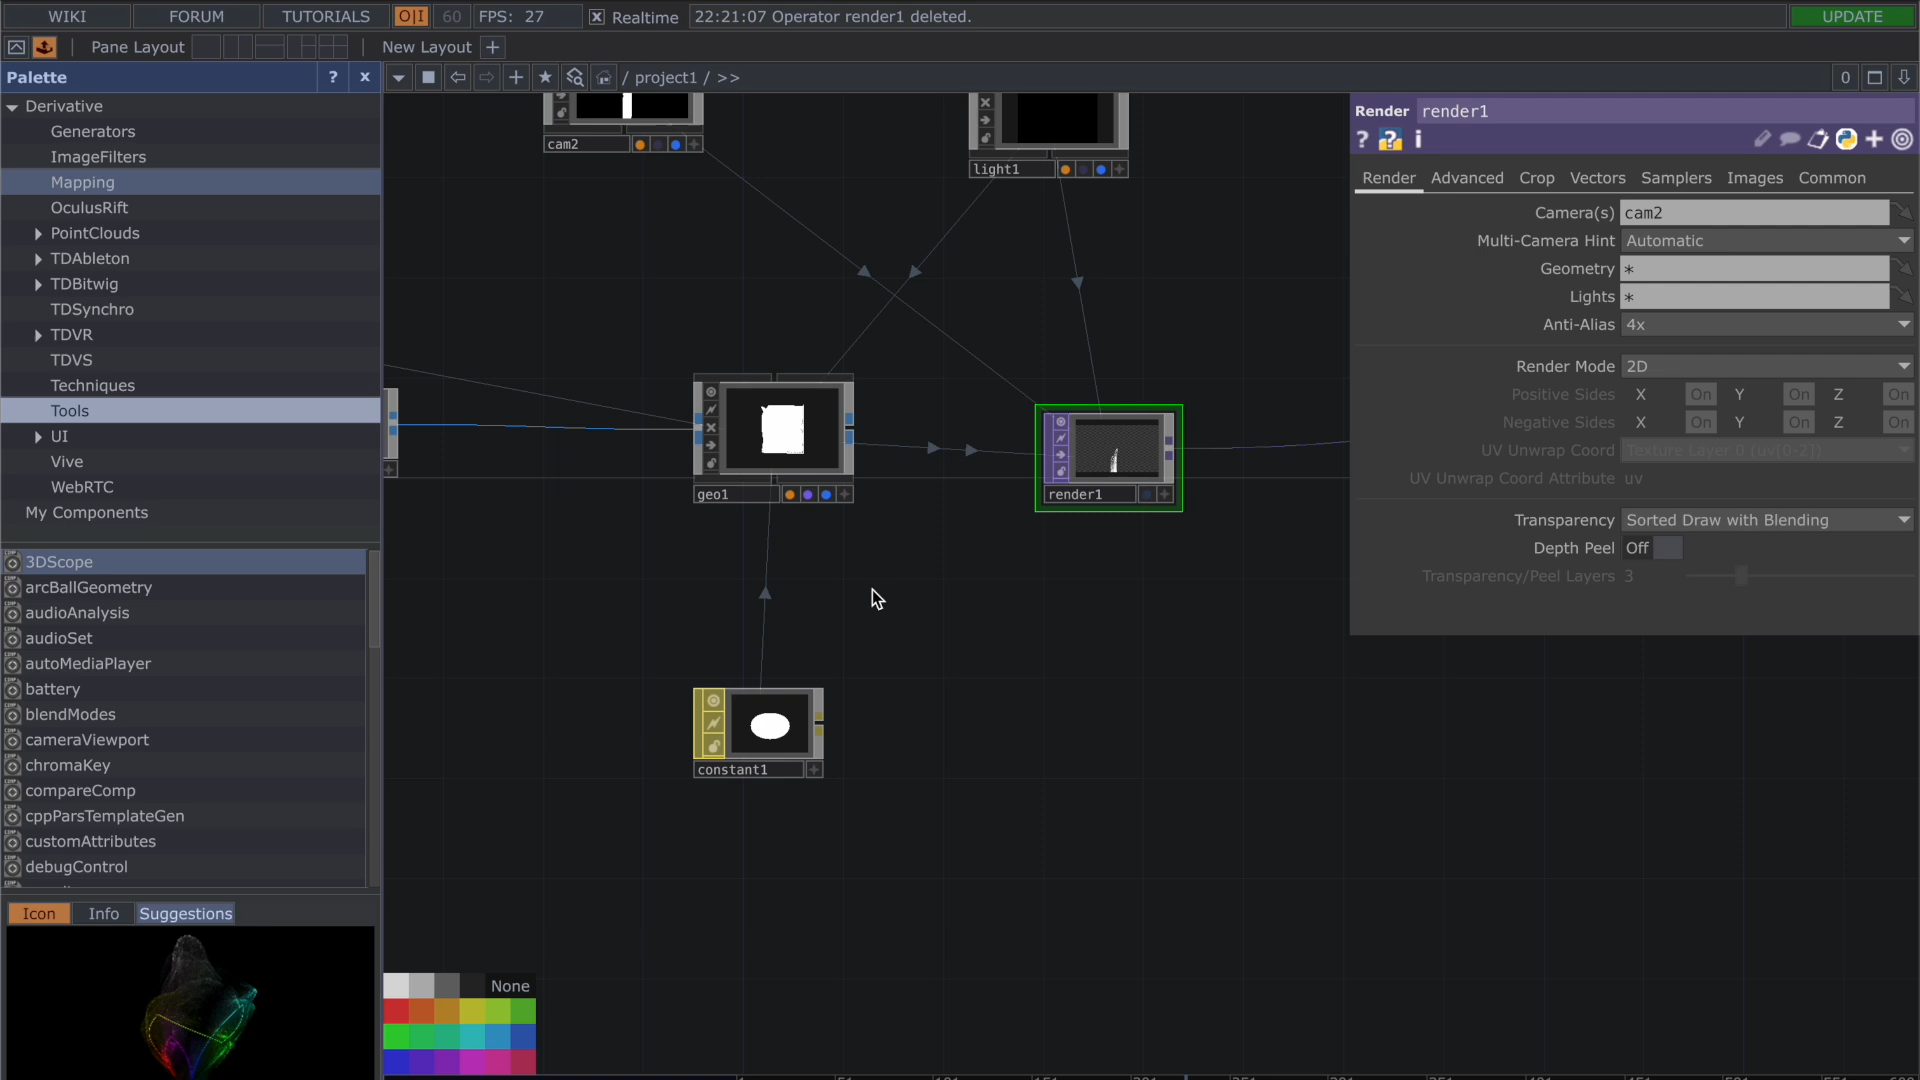 WIKI FORUM TUTORIALS O|I 60 FPS: 27 Realtime 22:21:07 Operator render1 deleted. UPDATE
Pane Layout New Layout +
Palette ? x / project1 / >> 0
Derivative
Generators
ImageFilters
Mapping
OculusRift
PointClouds
TDAbleton
TDBitwig
TDSynchro
TDVR
TDVS
Techniques
Tools
UI
Vive
WebRTC
My Components
3DScope
arcBallGeometry
audioAnalysis
audioSet
autoMediaPlayer
battery
blendModes
cameraViewport
chromaKey
compareComp
cppParsTemplateGen
customAttributes
debugControl
Icon Info Suggestions
cam2
light1
geo1
render1
constant1
None
Render render1
? ? i
Render Advanced Crop Vectors Samplers Images Common
Camera(s) cam2
Multi-Camera Hint Automatic
Geometry *
Lights *
Anti-Alias 4x
Render Mode 2D
Positive Sides X On Y On Z On
Negative Sides X On Y On Z On
UV Unwrap Coord Texture Layer 0 (uv[0-2])
UV Unwrap Coord Attribute uv
Transparency Sorted Draw with Blending
Depth Peel Off
Transparency/Peel Layers 3